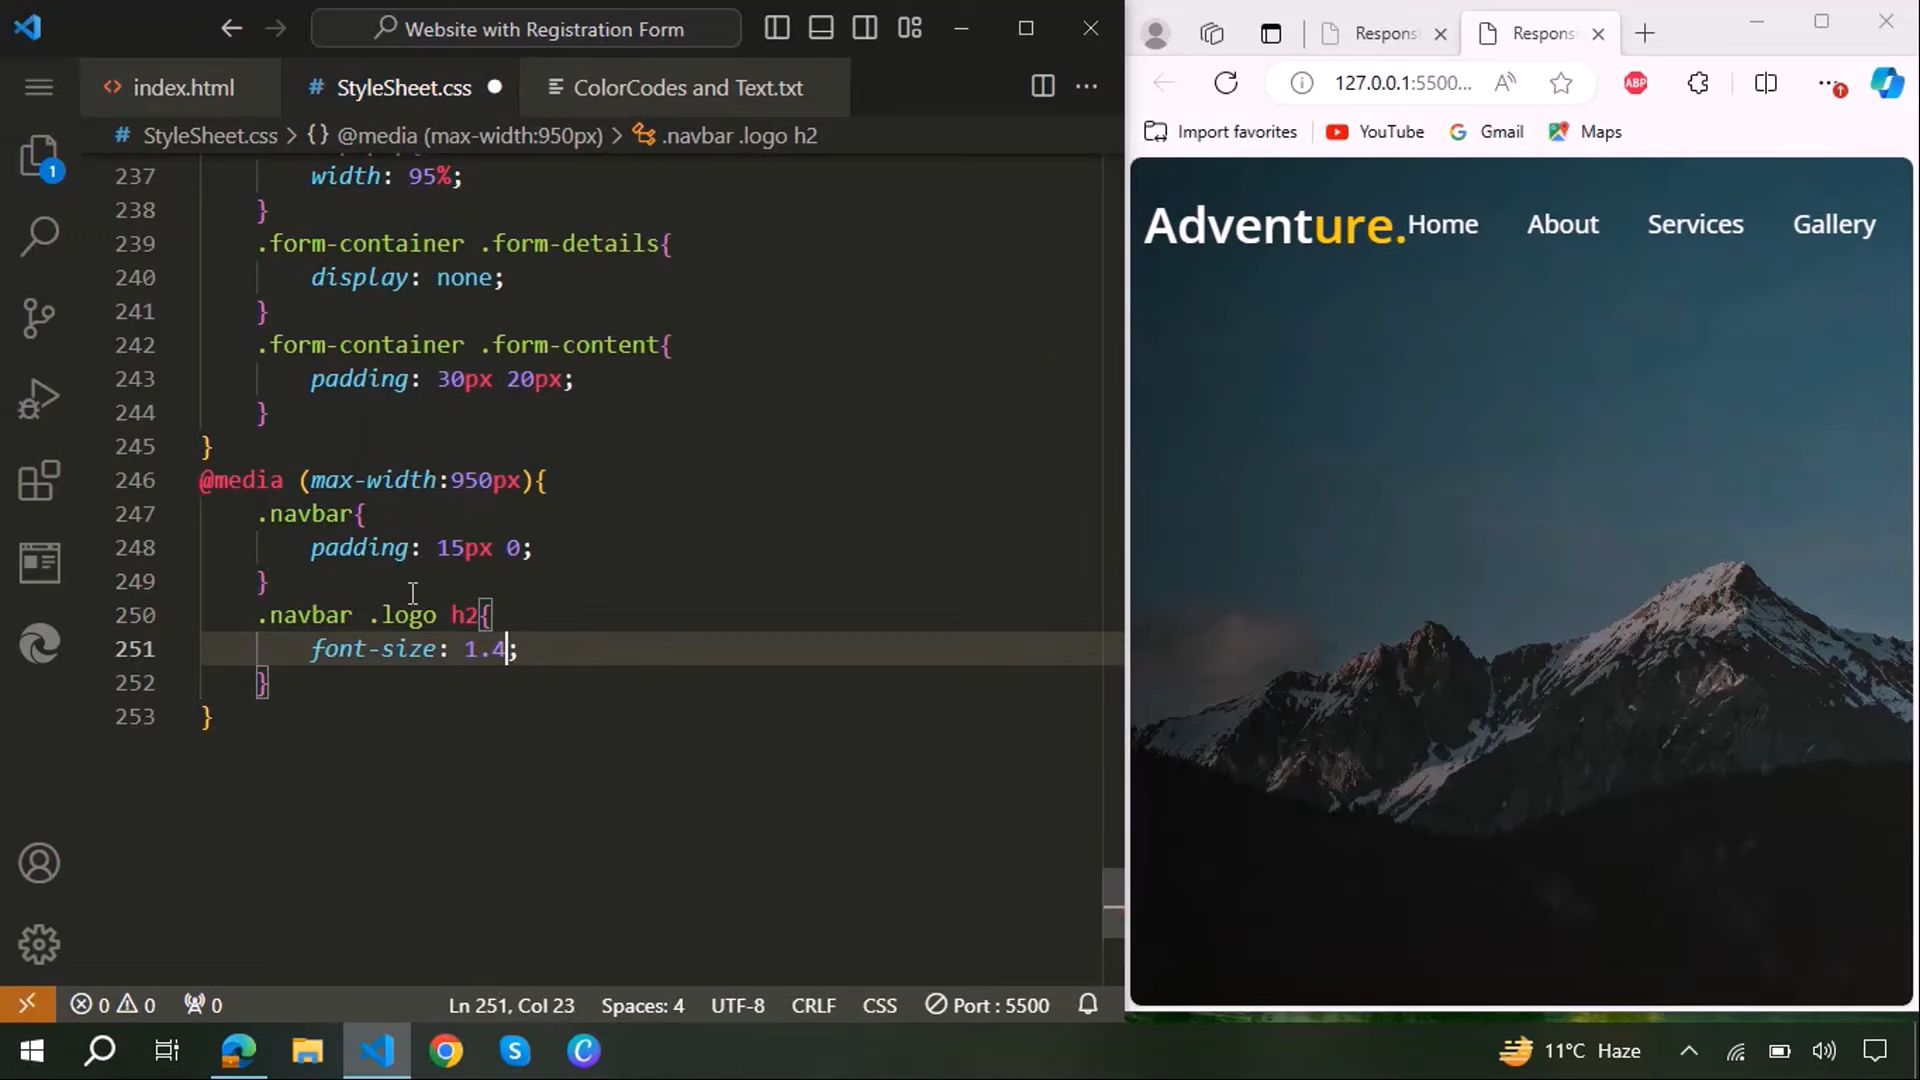 Website with Registration Form
index.html
# StyleSheet.css
ColorCodes and Text.txt
# StyleSheet.css > {} @media (max-width:950px) > .navbar .logo h2
237 width: 95%;
238 }
239 .form-container .form-details{
240 display: none;
241 }
242 .form-container .form-content{
243 padding: 30px 20px;
244 }
245 }
246 @media (max-width:950px){
247 .navbar{
248 padding: 15px 0;
249 }
250 .navbar .logo h2{
251 font-size: 1.4;
252 }
253 }
1
0 0 0
Ln 251, Col 23 Spaces: 4 UTF-8 CRLF CSS Port : 5500
Respons
Respons
127.0.0.1:5500...
ABP
Import favorites YouTube Gmail Maps
Adventure. Home About Services Gallery
11°C Haze